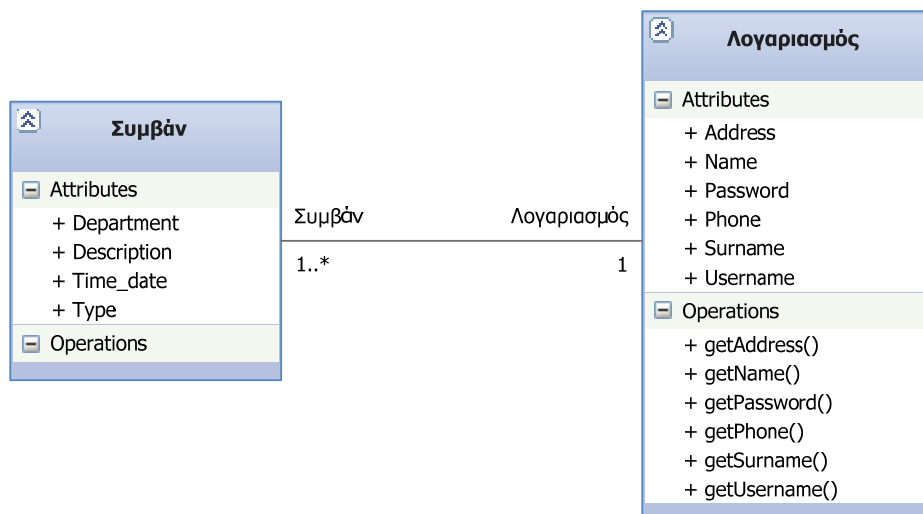 Συμβάν
Attributes
+ Department
+ Description
+ Time_date
+ Type
Operations
Συμβάν
1..*
Λογαριασμός
1
Λογαριασμός
Attributes
+ Address
+ Name
+ Password
+ Phone
+ Surname
+ Username
Operations
+ getAddress()
+ getName()
+ getPassword()
+ getPhone()
+ getSurname()
+ getUsername()